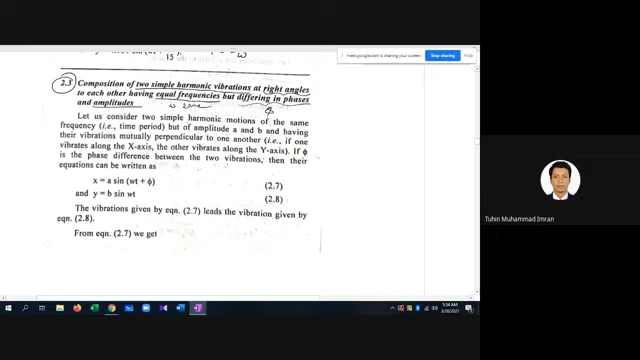 meet.google.com is sharing your screen.
Stop sharing
Hide
2.3 Composition of two simple harmonic vibrations at right angles
to each other having equal frequencies but differing in phases
and amplitudes
w same
φ
Let us consider two simple harmonic motions of the same
frequency (i.e., time period) but of amplitude a and b and having
their vibrations mutually perpendicular to one another (i.e., if one
vibrates along the X-axis, the other vibrates along the Y-axis). If φ
is the phase difference between the two vibrations, then their
equations can be written as
x = a sin (wt + φ) (2.7)
and y = b sin wt (2.8)
The vibrations given by eqn. (2.7) leads the vibration given by
eqn. (2.8).
From eqn. (2.7) we get
Tuhin Muhammad Imran
5:34 AM